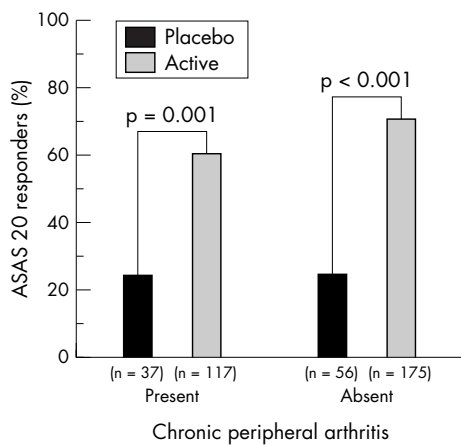 100
80
60
40
20
0
ASAS 20 responders (%)
Placebo
Active
p = 0.001
p < 0.001
(n = 37) (n = 117) (n = 56) (n = 175)
Present Absent
Chronic peripheral arthritis